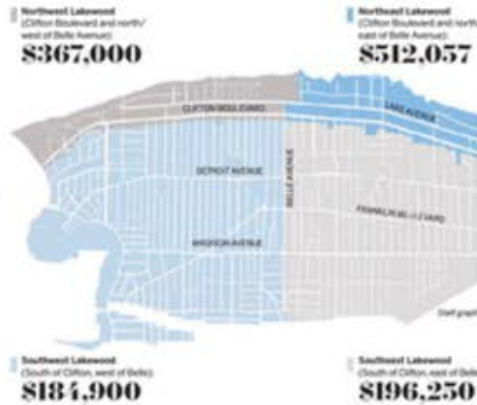 Northwest Lakewood
(Clifton Boulevard and north/
west of Belle Avenue):
$367,000
Northeast Lakewood
(Clifton Boulevard and north
east of Belle Avenue):
$512,057
CLIFTON BOULEVARD
LAKE AVENUE
DETROIT AVENUE
BELLE AVENUE
FRANKLIN BOULEVARD
MADISON AVENUE
Staff graphi
Southwest Lakewood
(South of Clifton, west of Belle):
$184,900
Southeast Lakewood
(South of Clifton, east of Belle
$196,250